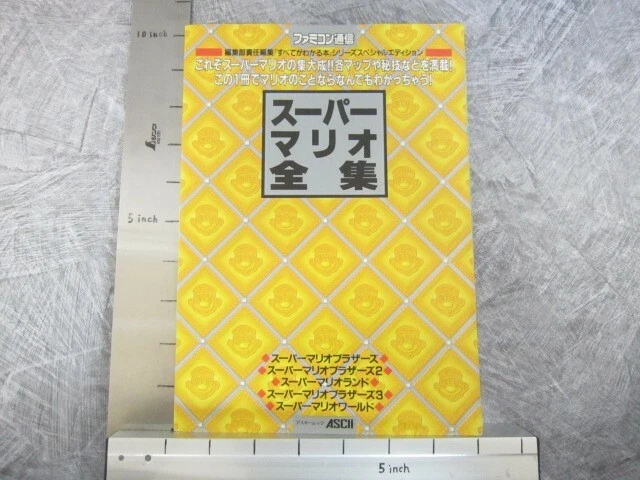 10 inch
ファミコン通信
編集部責任編集「すべてがわかる本」シリーズスペシャルエディション
これぞスーパーマリオの集大成!!各マップや秘技などを満載!
この1冊でマリオのことならなんでもわかっちゃう!
スーパー
マリオ
全集
5 inch
スーパーマリオブラザーズ
スーパーマリオブラザーズ2
スーパーマリオランド
スーパーマリオブラザーズ3
スーパーマリオワールド
アスキームック ASCII
5 inch